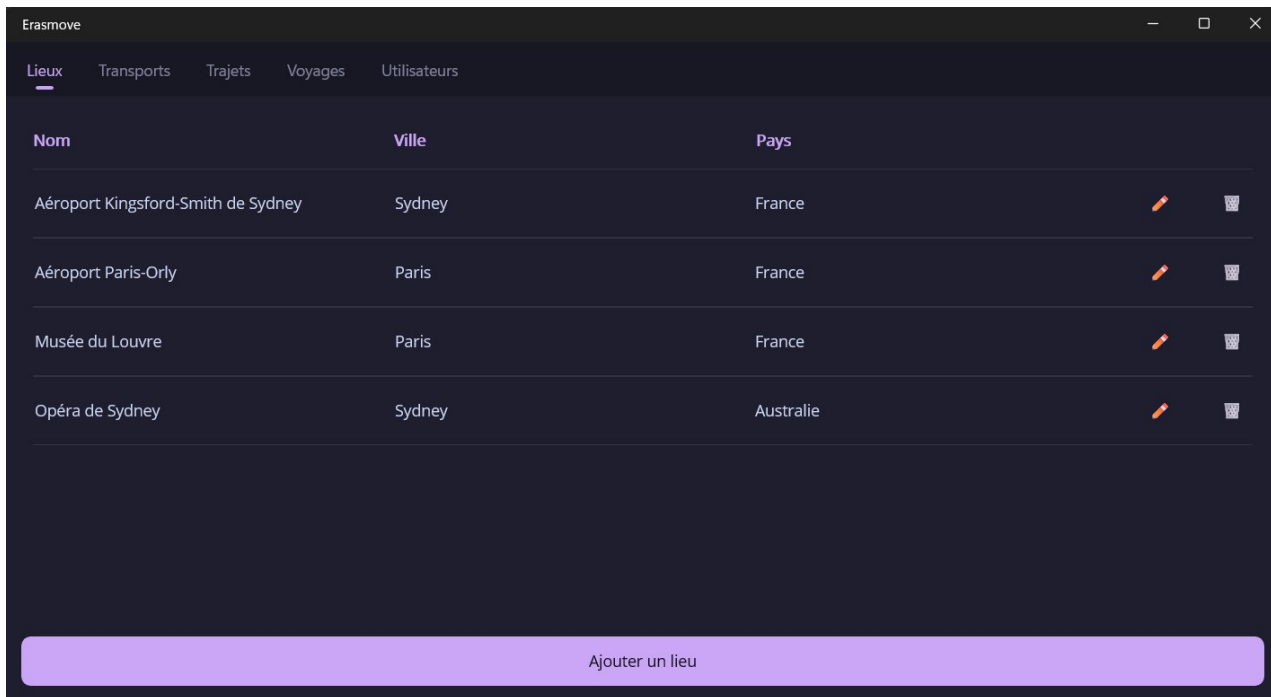 Erasmove
Lieux Transports Trajets Voyages Utilisateurs
Nom Ville Pays
Aéroport Kingsford-Smith de Sydney Sydney France
Aéroport Paris-Orly Paris France
Musée du Louvre Paris France
Opéra de Sydney Sydney Australie
Ajouter un lieu